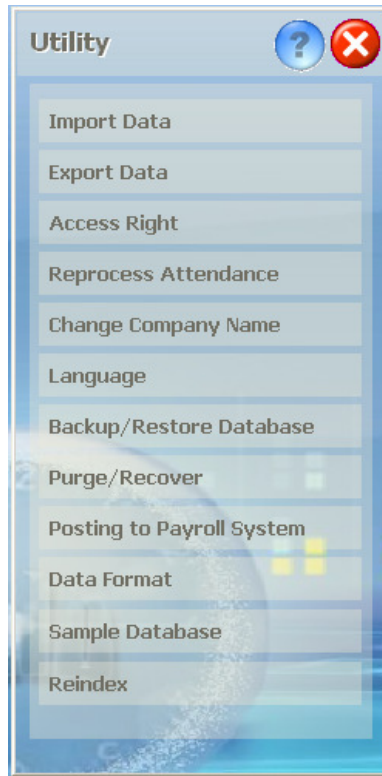 Utility
?
Import Data
Export Data
Access Right
Reprocess Attendance
Change Company Name
Language
Backup/Restore Database
Purge/Recover
Posting to Payroll System
Data Format
Sample Database
Reindex